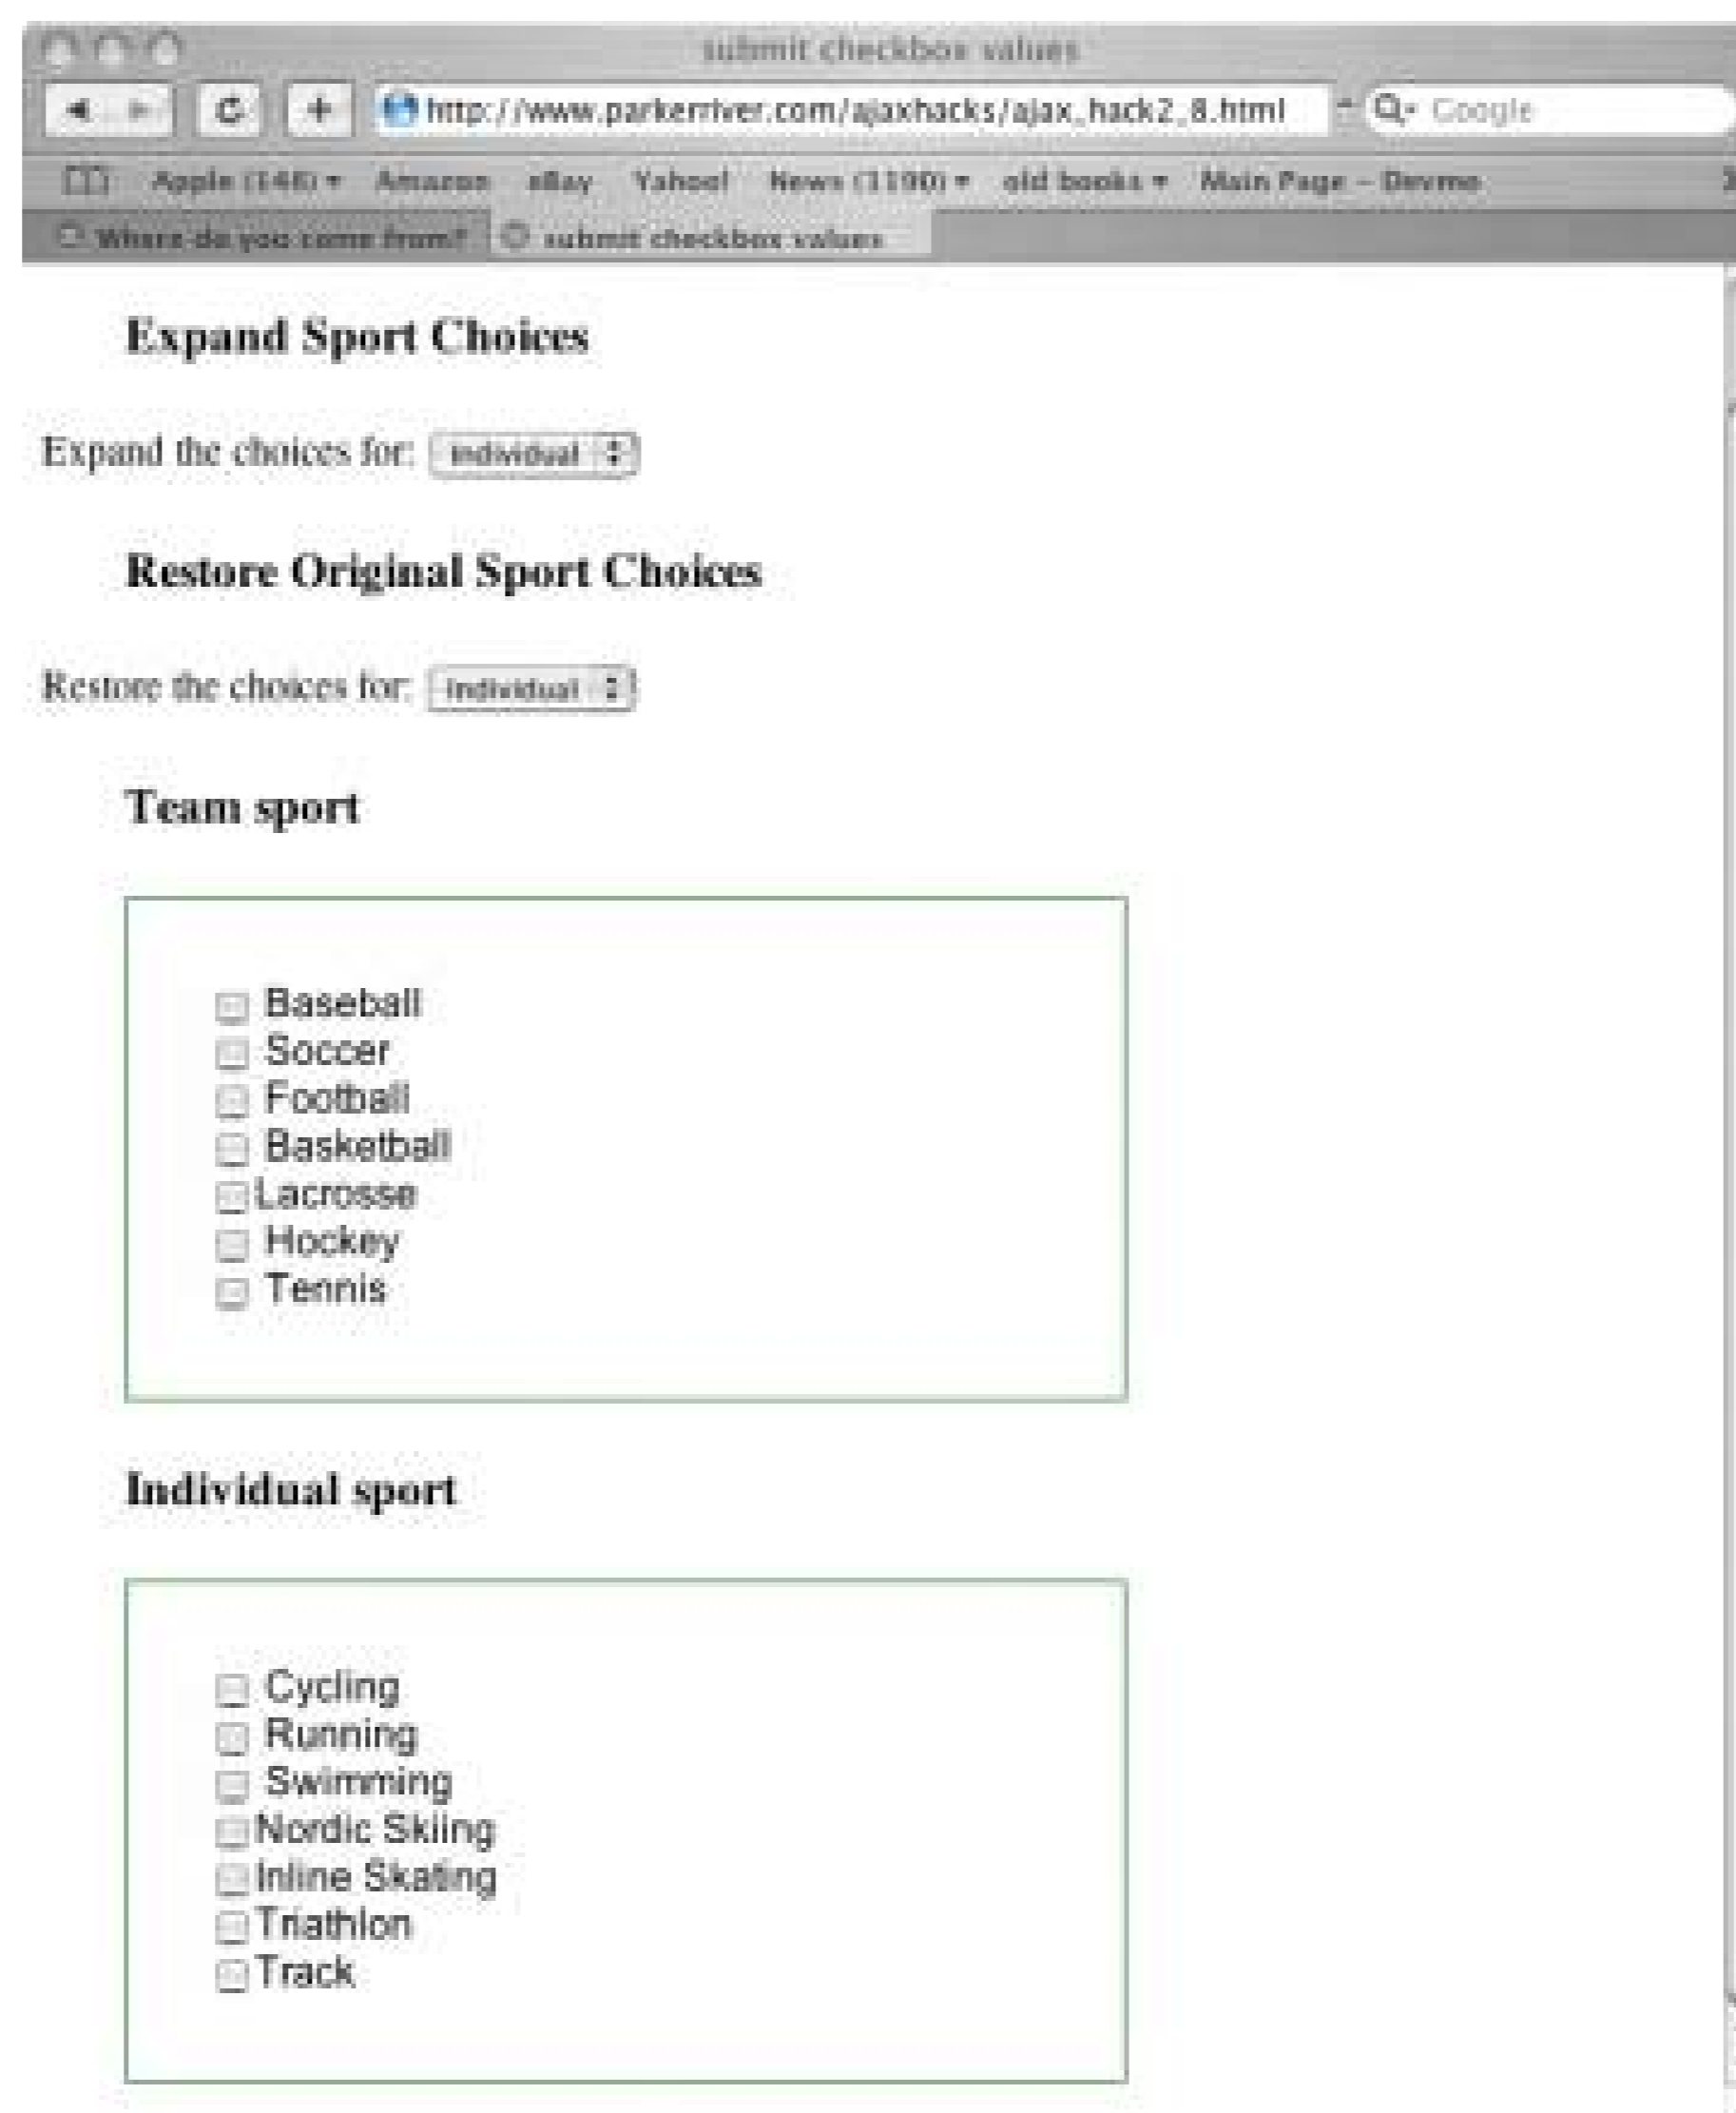 submit checkbox values
http://www.parkerriver.com/ajaxhacks/ajax_hack2_8.html
Google
Apple (148) Amazon eBay Yahoo! News (1190) old books Main Page – Devmo
Where do you come from? submit checkbox values
Expand Sport Choices
Expand the choices for: individual
Restore Original Sport Choices
Restore the choices for: individual
Team sport
Baseball
Soccer
Football
Basketball
Lacrosse
Hockey
Tennis
Individual sport
Cycling
Running
Swimming
Nordic Skiing
Inline Skating
Triathlon
Track